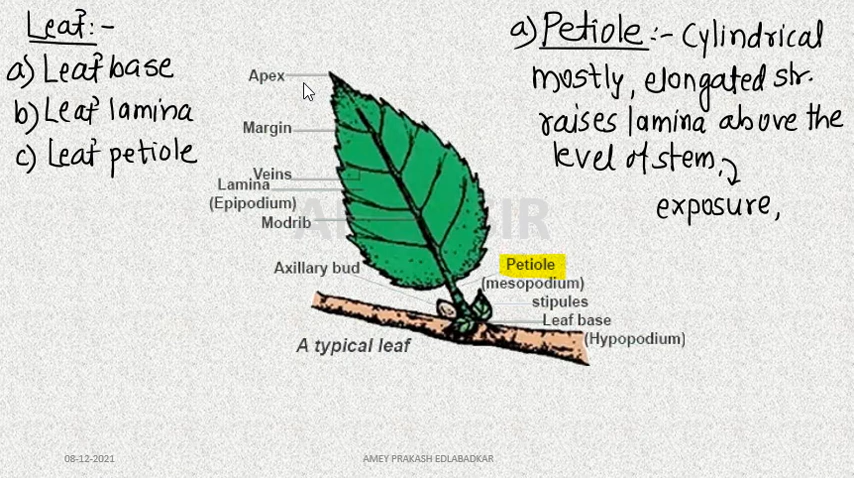 Leaf:-
a) Leaf base
b) Leaf lamina
c) Leaf petiole
a) Petiole :- Cylindrical
mostly, elongated str.
raises lamina above the
level of stem,
exposure,
Apex
Margin
Veins
Lamina
(Epipodium)
Modrib
Axillary bud
Petiole
(mesopodium)
stipules
Leaf base
(Hypopodium)
A typical leaf
08-12-2021
AMEY PRAKASH EDLABADKAR